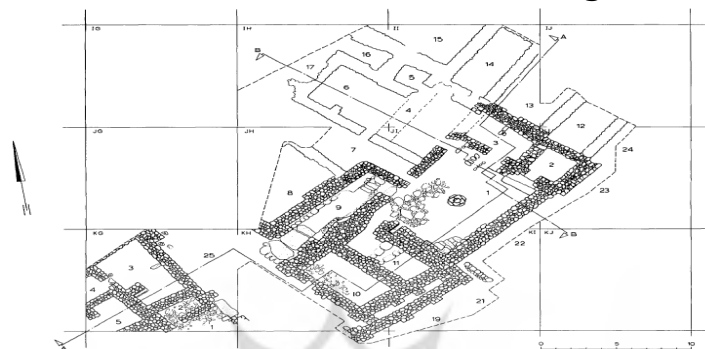 IG IH II IJ
15 A
B 16 14
17 5
6 4 13
JG JH JI 12
3 24
7 2
8 1 23
9
KG KH KI KJ B
25 22
3 11
4 10 21
5 1 19
A 0 5 10